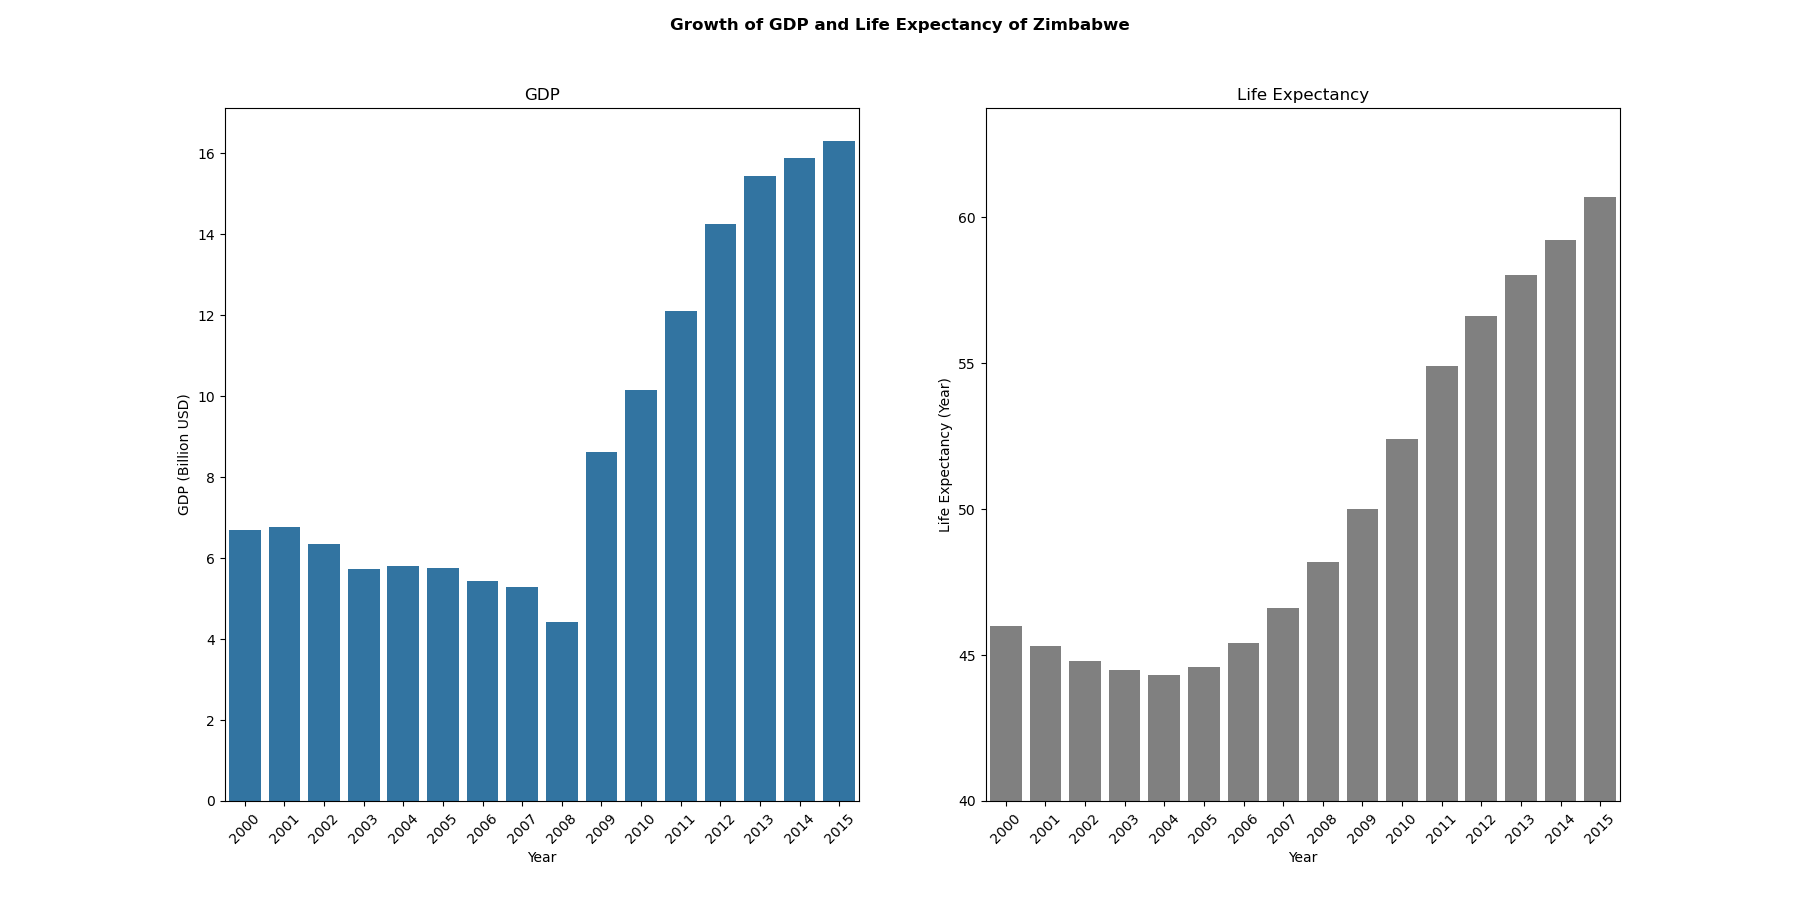 Growth of GDP and Life Expectancy of Zimbabwe
GDP
GDP (Billion USD)
16
14
12
10
8
6
4
2
0
2000 2001 2002 2003 2004 2005 2006 2007 2008 2009 2010 2011 2012 2013 2014 2015
Year
Life Expectancy
Life Expectancy (Year)
60
55
50
45
40
2000 2001 2002 2003 2004 2005 2006 2007 2008 2009 2010 2011 2012 2013 2014 2015
Year